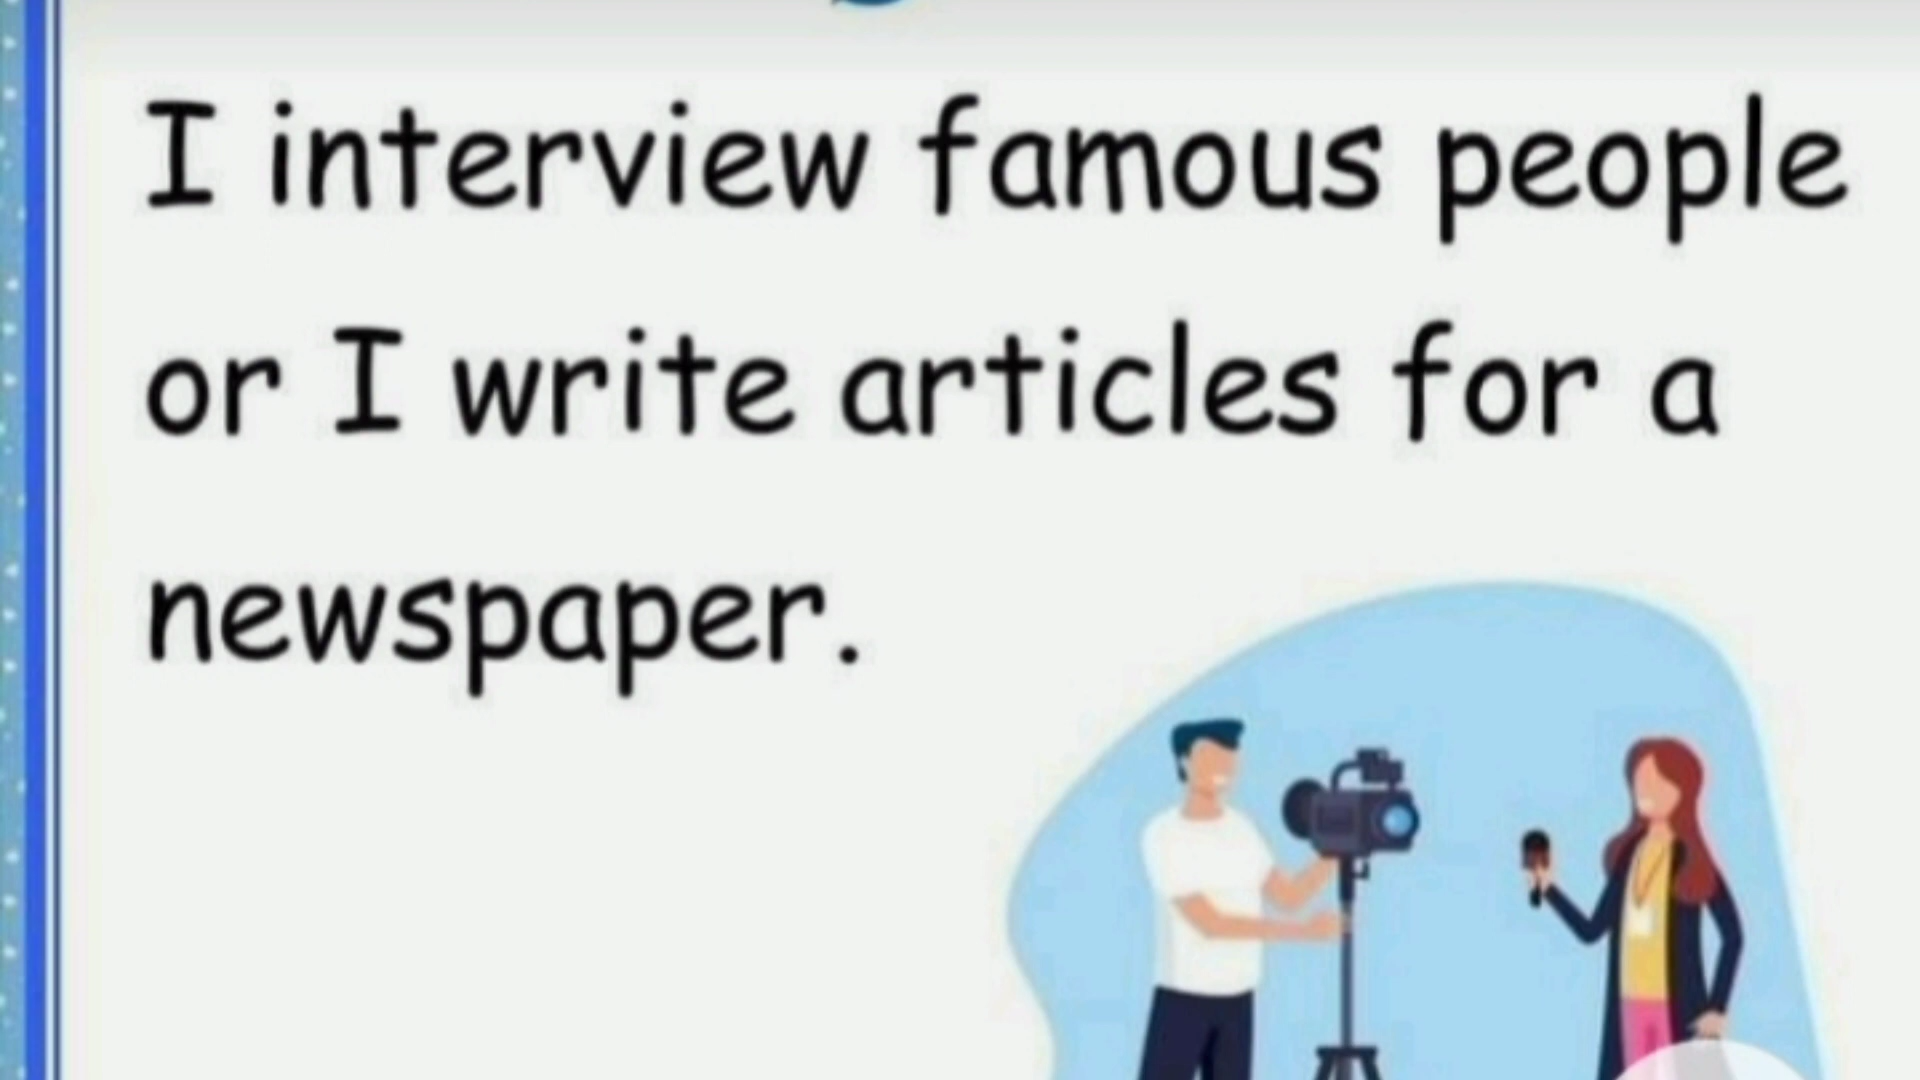 I interview famous people
or I write articles for a
newspaper.